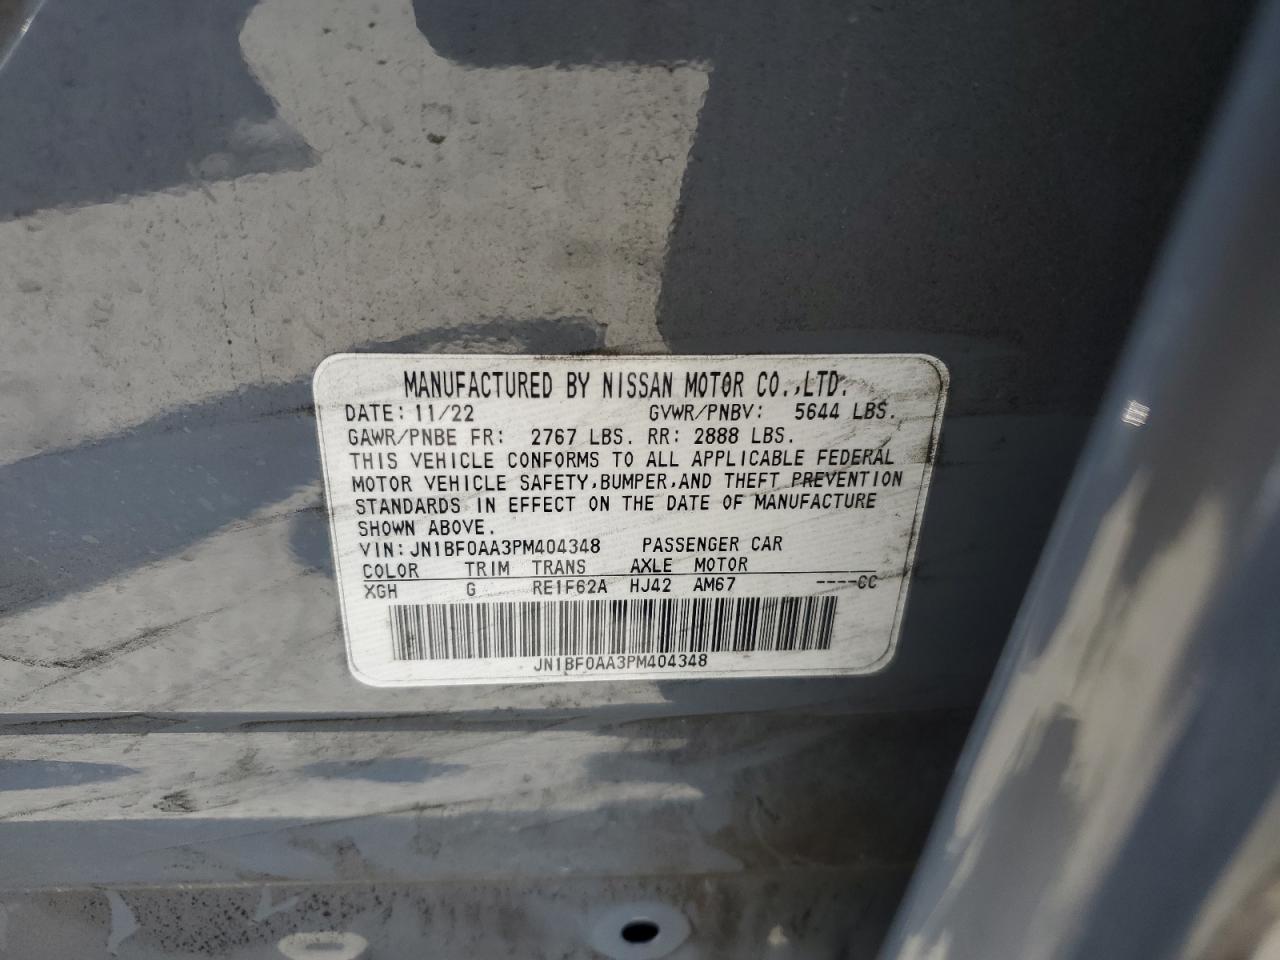 MANUFACTURED BY NISSAN MOTOR CO.,LTD.
DATE: 11/22 GVWR/PNBV: 5644 LBS.
GAWR/PNBE FR: 2767 LBS. RR: 2888 LBS.
THIS VEHICLE CONFORMS TO ALL APPLICABLE FEDERAL
MOTOR VEHICLE SAFETY,BUMPER,AND THEFT PREVENTION
STANDARDS IN EFFECT ON THE DATE OF MANUFACTURE
SHOWN ABOVE.
VIN:JN1BF0AA3PM404348 PASSENGER CAR
COLOR TRIM TRANS AXLE MOTOR
XGH G RE1F62A HJ42 AM67 ----CC
JN1BF0AA3PM404348